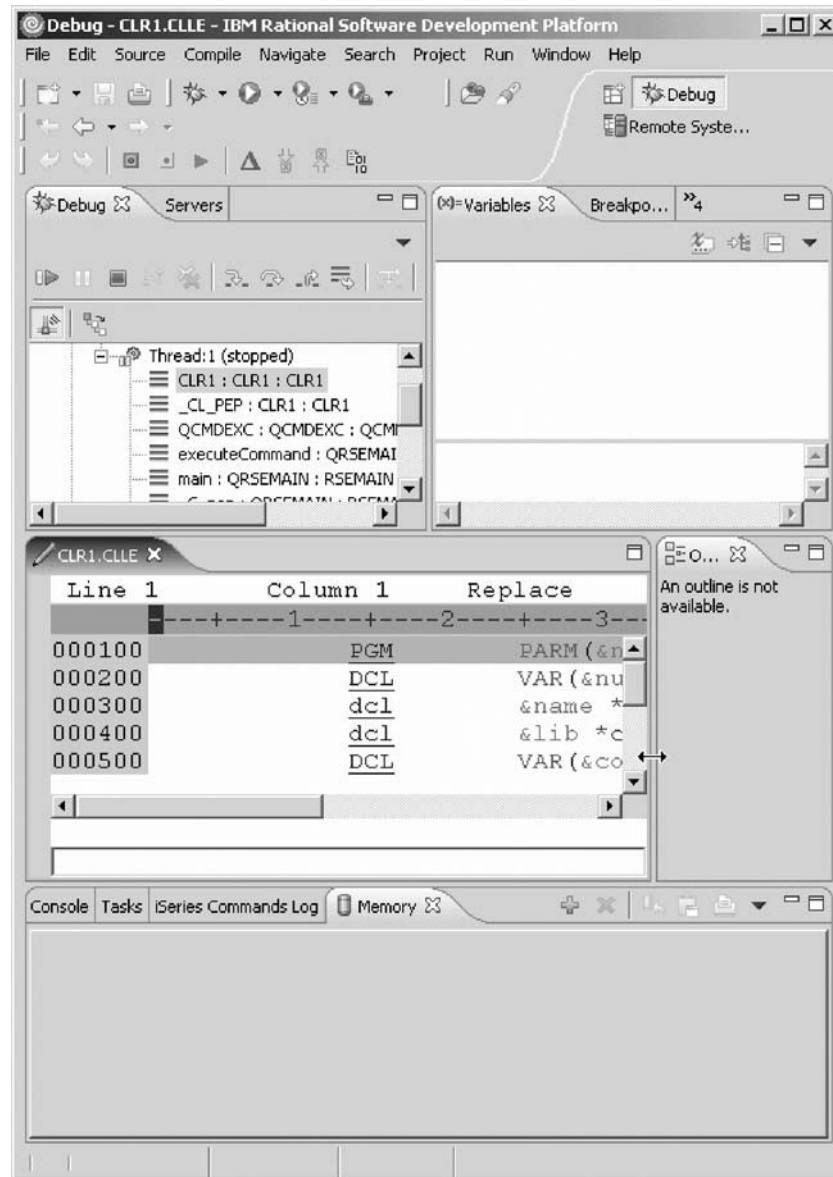 Debug - CLR1.CLLE - IBM Rational Software Development Platform
File Edit Source Compile Navigate Search Project Run Window Help
Debug
Remote Syste...
Debug Servers
(x)=Variables Breakpo... »4
Thread:1 (stopped)
CLR1 : CLR1 : CLR1
_CL_PEP : CLR1 : CLR1
QCMDEXC : QCMDEXC : QCM
executeCommand : QRSEMAI
main : QRSEMAIN : RSEMAIN
CLR1.CLLE
O...
An outline is not
available.
Line 1 Column 1 Replace
----+----1----+----2----+----3---
000100 PGM PARM(&n
000200 DCL VAR(&nu
000300 dcl &name *
000400 dcl &lib *c
000500 DCL VAR(&co
Console Tasks iSeries Commands Log Memory